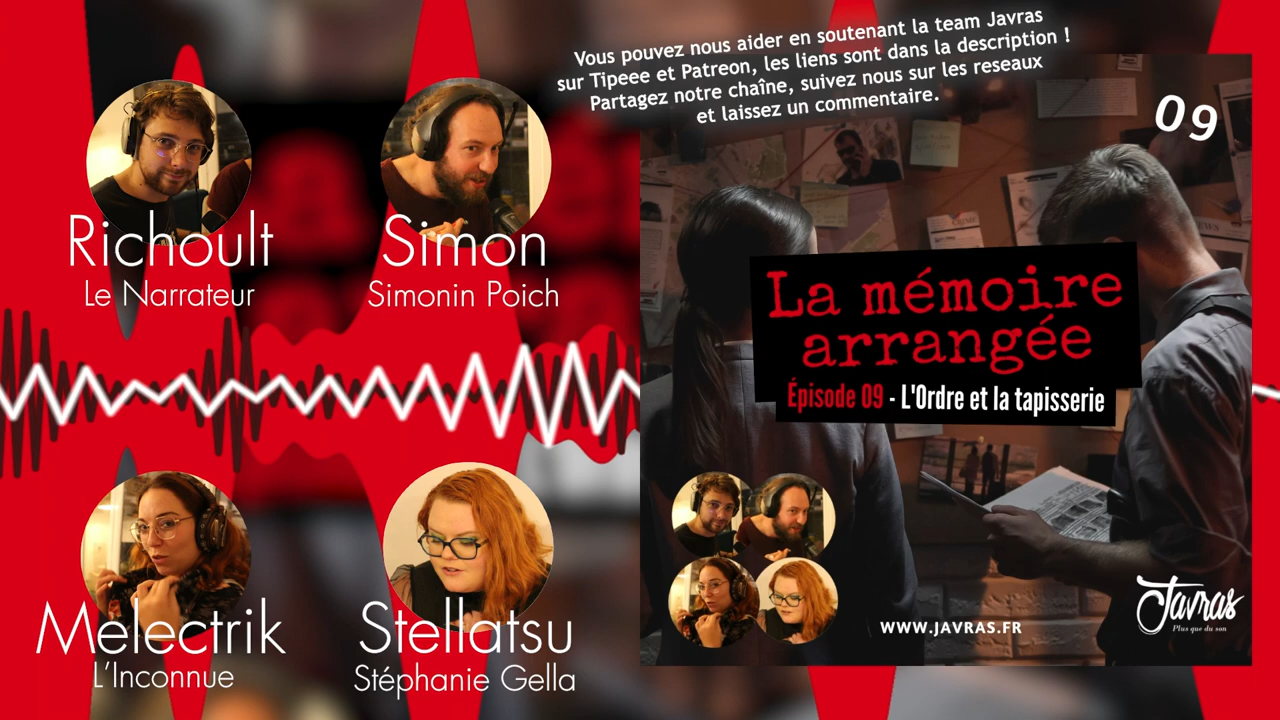 Vous pouvez nous aider en soutenant la team Javras
sur Tipeee et Patreon, les liens sont dans la description !
Partagez notre chaîne, suivez nous sur les reseaux
et laissez un commentaire.
09
Richoult
Le Narrateur
Simon
Simonin Poich
La mémoire
arrangée
Épisode 09 - L'Ordre et la tapisserie
Melectrik
L'Inconnue
Stellatsu
Stéphanie Gella
WWW.JAVRAS.FR
Javras
Plus que du son